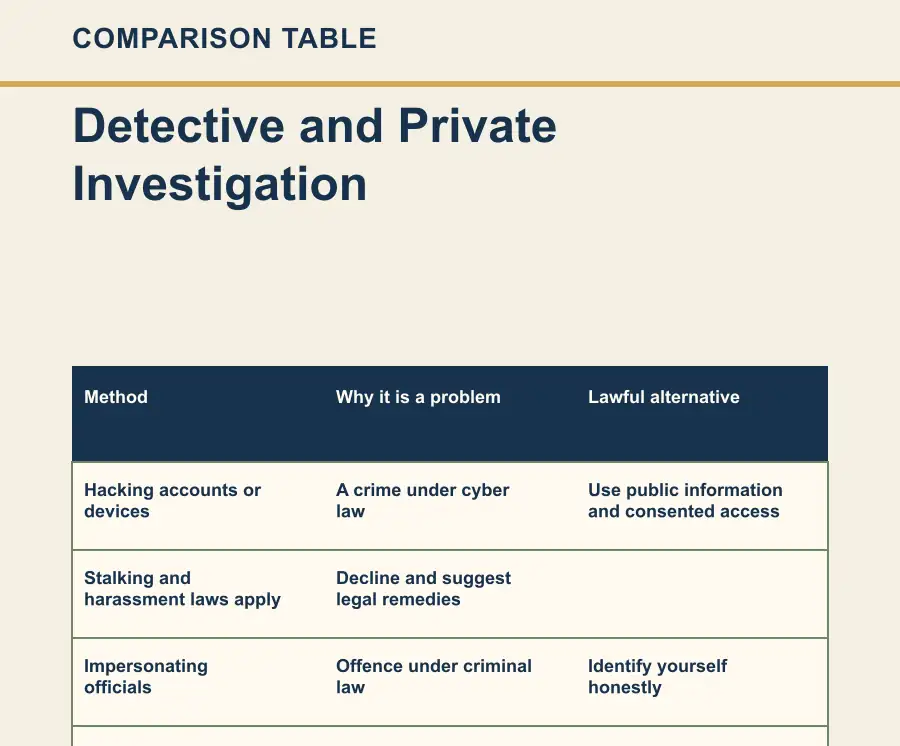 COMPARISON TABLE
Detective and Private
Investigation
Method Why it is a problem Lawful alternative
Hacking accounts or
devices
A crime under cyber
law
Use public information
and consented access
Stalking and
harassment laws apply
Decline and suggest
legal remedies
Impersonating
officials
Offence under criminal
law
Identify yourself
honestly